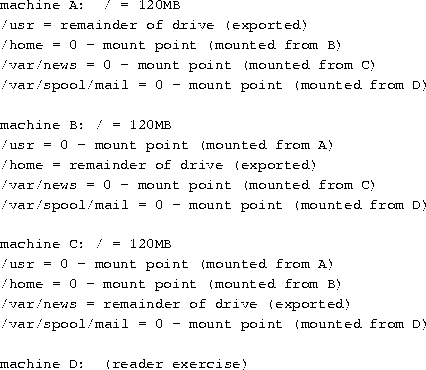 machine A:  / = 120MB
/usr = remainder of drive (exported)
/home = 0 - mount point (mounted from B)
/var/news = 0 - mount point (mounted from C)
/var/spool/mail = 0 - mount point (mounted from D)
machine B: / = 120MB
/usr = 0 - mount point (mounted from A)
/home = remainder of drive (exported)
/var/news = 0 - mount point (mounted from C)
/var/spool/mail = 0 - mount point (mounted from D)
machine C: / = 120MB
/usr = 0 - mount point (mounted from A)
/home = 0 - mount point (mounted from B)
/var/news = remainder of drive (exported)
/var/spool/mail = 0 - mount point (mounted from D)
machine D:  (reader exercise)